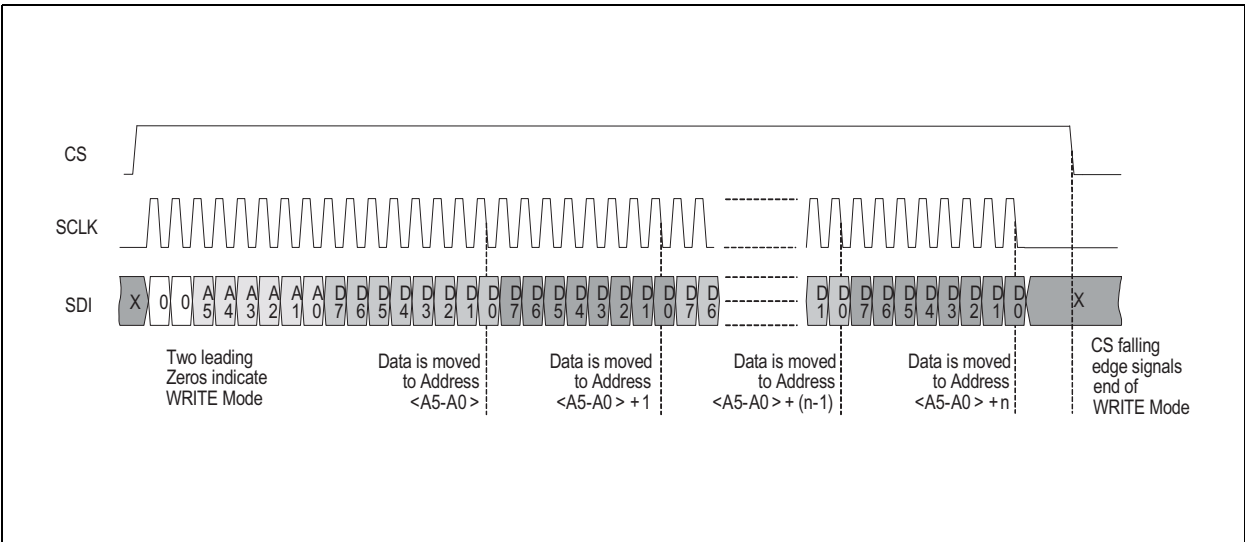 CS
SCLK
SDI
X 0 0 A5 A4 A3 A2 A1 A0 D7 D6 D5 D4 D3 D2 D1 D0 D7 D6 D5 D4 D3 D2 D1 D0 D7 D6 D1 D0 D7 D6 D5 D4 D3 D2 D1 D0 X
Two leading
Zeros indicate
WRITE Mode
Data is moved
to Address
<A5-A0 >
Data is moved
to Address
<A5-A0 > +1
Data is moved
to Address
<A5-A0 > + (n-1)
Data is moved
to Address
<A5-A0 > +n
CS falling
edge signals
end of
WRITE Mode